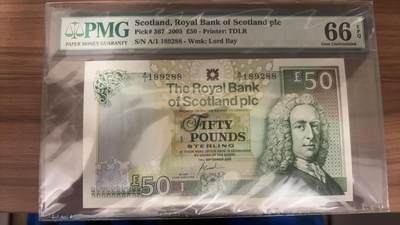 PMG
PAPER MONEY GUARANTY
Scotland, Royal Bank of Scotland plc
Pick# 367 2005 £50 - Printer: TDLR
S/N A/1 189288 - Wmk: Lord Ilay
66 EPQ
Gem Uncirculated
A/1 189288
A/1 189288
£50
The Royal Bank
of Scotland plc
FIFTY
POUNDS
STERLING
£50